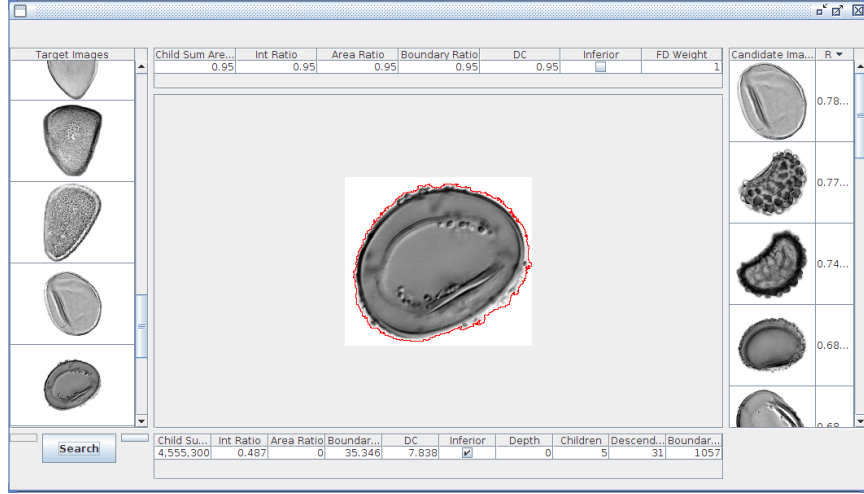 Target Images
Child Sum Are... Int Ratio Area Ratio Boundary Ratio DC Inferior FD Weight
0.95 0.95 0.95 0.95 0.95 1
Candidate Ima... R
0.78...
0.77...
0.74...
0.68...
0.68
Search
Child Su... Int Ratio Area Ratio Boundar... DC Inferior Depth Children Descend... Boundar...
4,555,300 0.487 0 35.346 7.838 0 5 31 1057